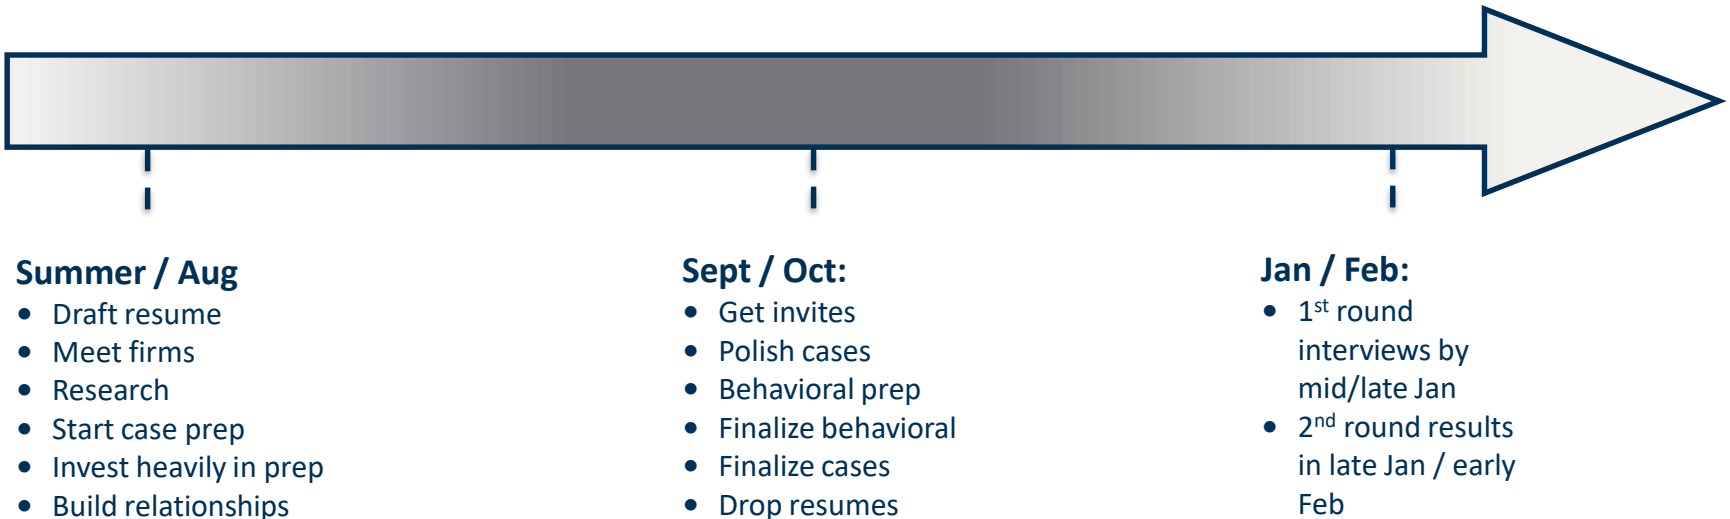 Summer / Aug
• Draft resume
• Meet firms
• Research
• Start case prep
• Invest heavily in prep
• Build relationships
Sept / Oct:
• Get invites
• Polish cases
• Behavioral prep
• Finalize behavioral
• Finalize cases
• Drop resumes
Jan / Feb:
• 1st round
interviews by
mid/late Jan
• 2nd round results
in late Jan / early
Feb